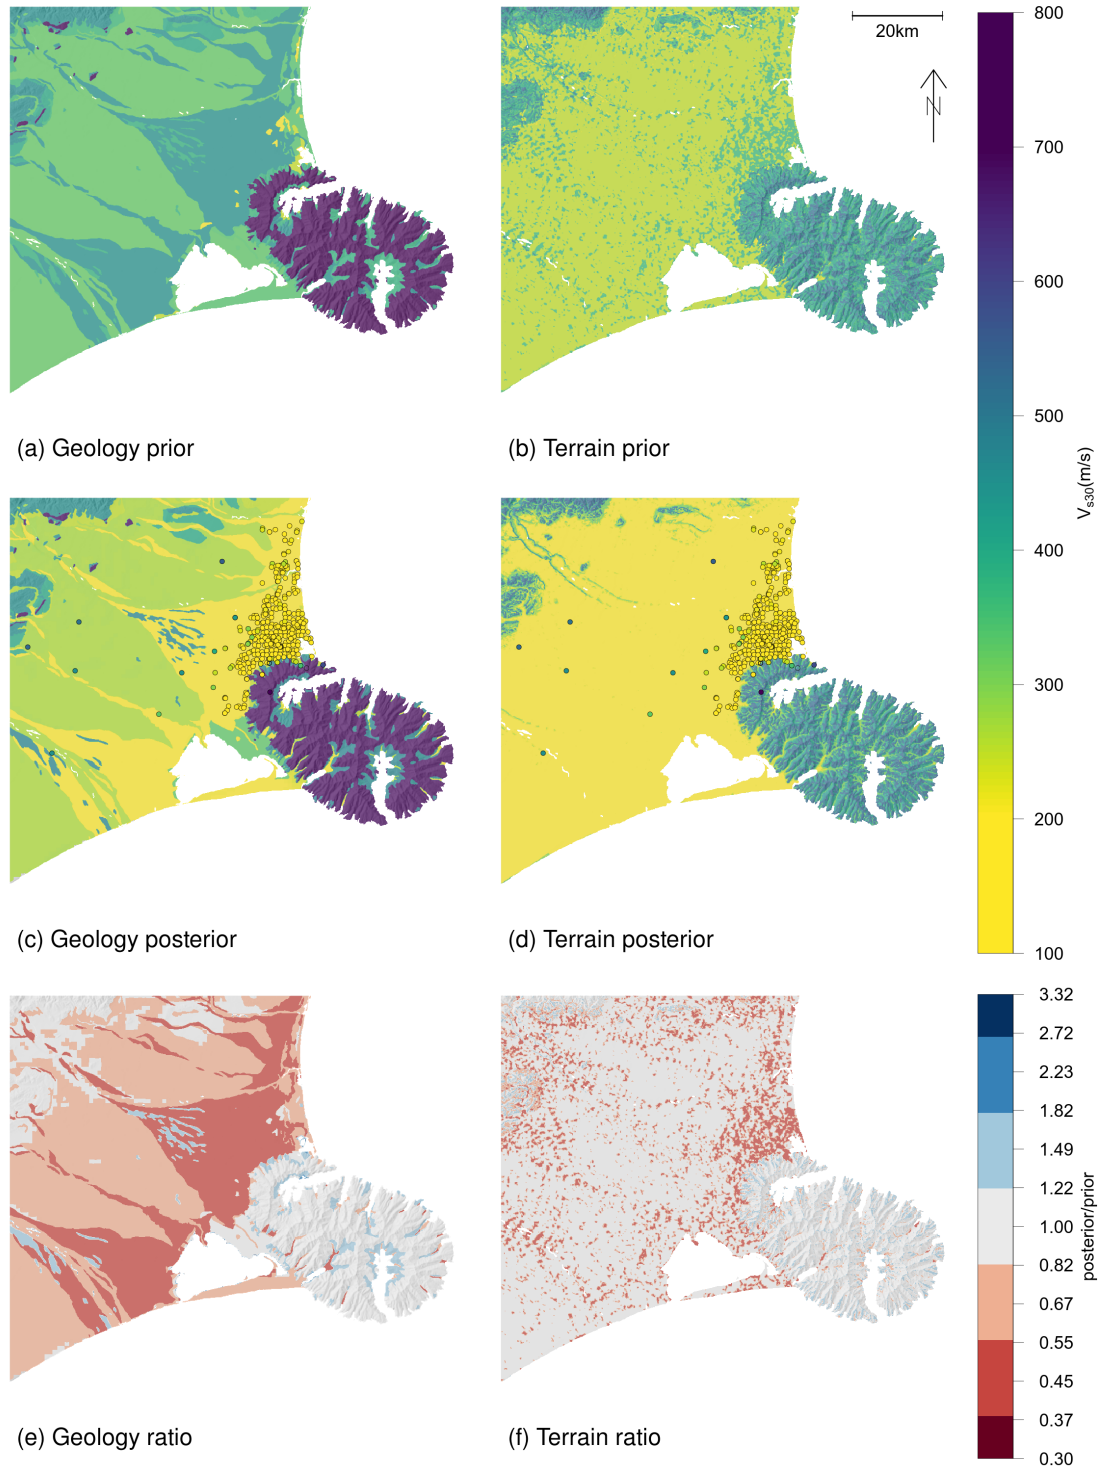 20km
N
(a) Geology prior
(b) Terrain prior
(c) Geology posterior
(d) Terrain posterior
(e) Geology ratio
(f) Terrain ratio
800
700
600
500
400
300
200
100
Vs30(m/s)
3.32
2.72
2.23
1.82
1.49
1.22
1.00
0.82
0.67
0.55
0.45
0.37
0.30
posterior/prior